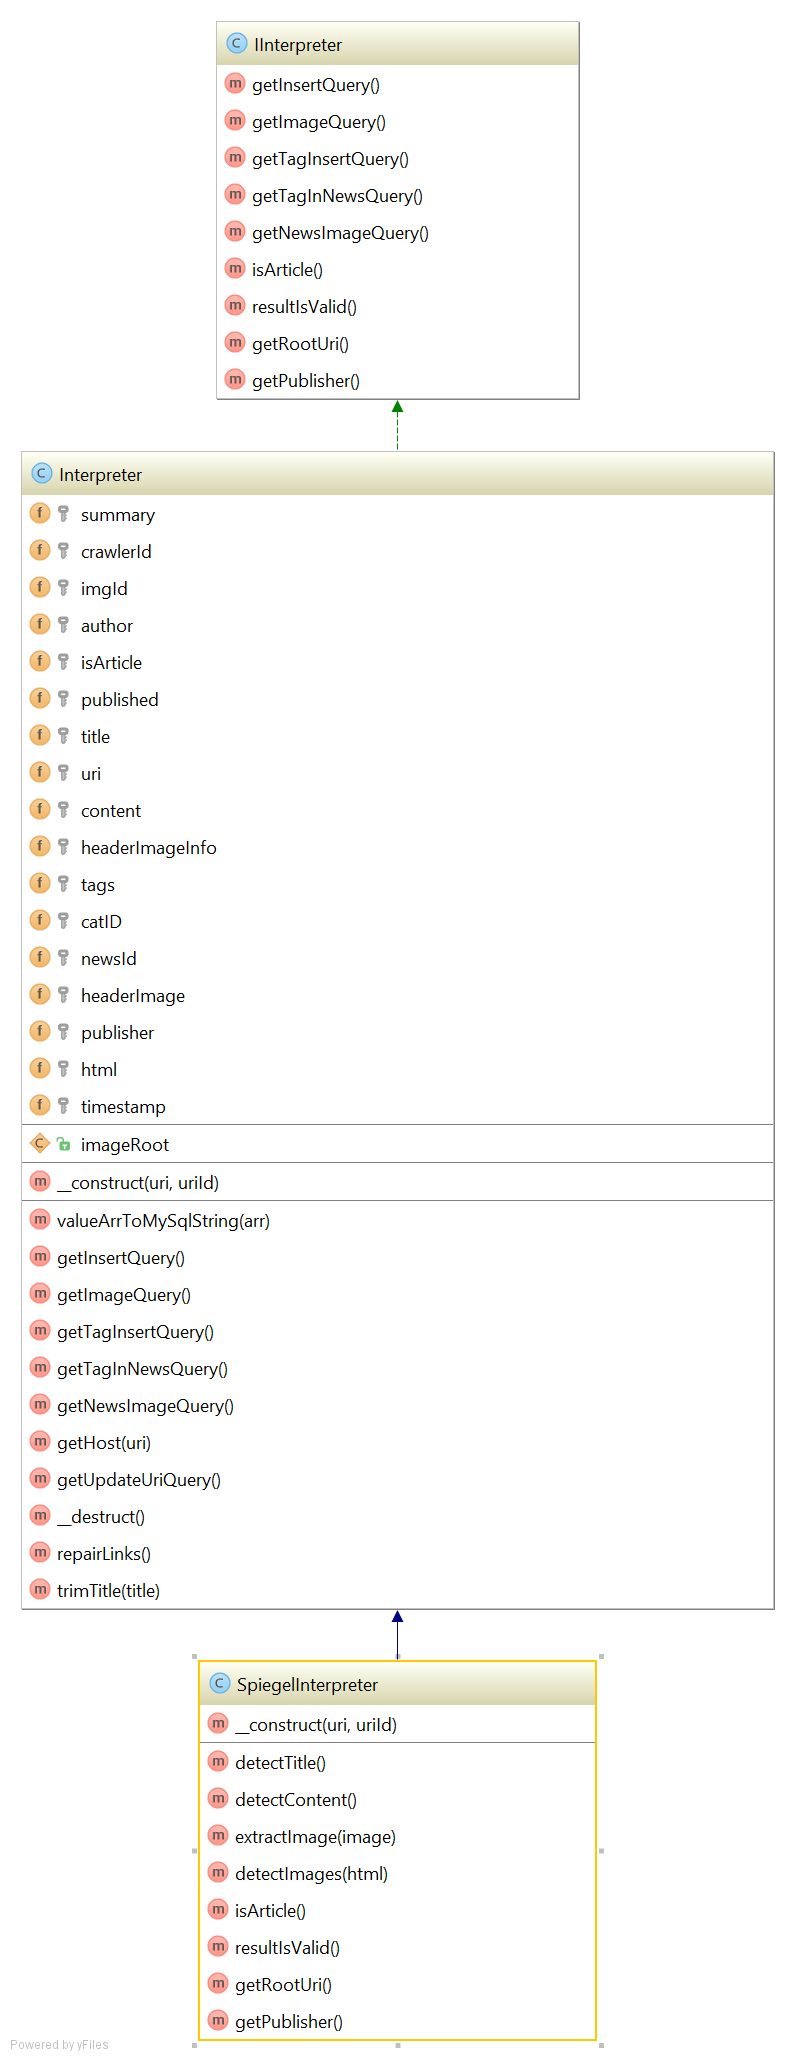 IInterpreter
getInsertQuery()
getImageQuery()
getTagInsertQuery()
getTagInNewsQuery()
getNewsImageQuery()
isArticle()
resultIsValid()
getRootUri()
getPublisher()
Interpreter
summary
crawlerId
imgId
author
isArticle
published
title
uri
content
headerImageInfo
tags
catID
newsId
headerImage
publisher
html
timestamp
imageRoot
__construct(uri, uriId)
valueArrToMySqlString(arr)
getInsertQuery()
getImageQuery()
getTagInsertQuery()
getTagInNewsQuery()
getNewsImageQuery()
getHost(uri)
getUpdateUriQuery()
__destruct()
repairLinks()
trimTitle(title)
SpiegelInterpreter
__construct(uri, uriId)
detectTitle()
detectContent()
extractImage(image)
detectImages(html)
isArticle()
resultIsValid()
getRootUri()
getPublisher()
Powered by yFiles